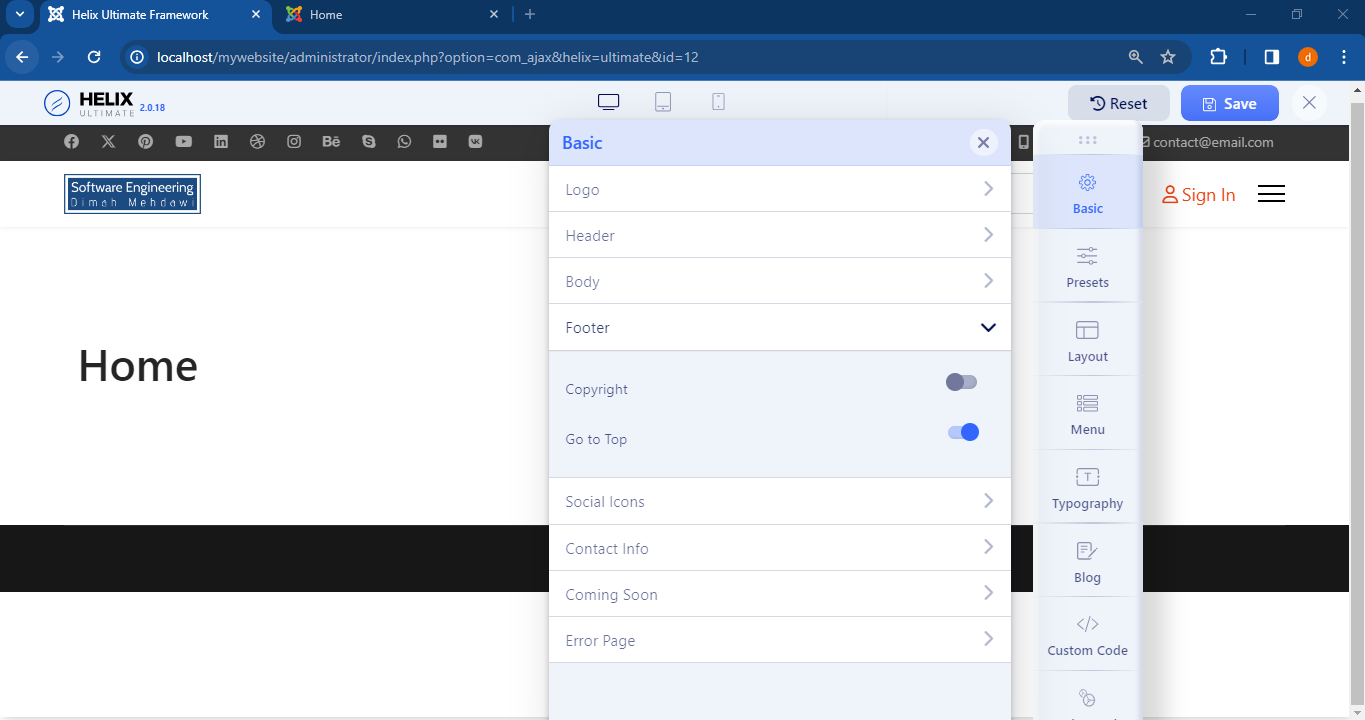 Helix Ultimate Framework
Home
localhost/mywebsite/administrator/index.php?option=com_ajax&helix=ultimate&id=12
d
HELIX
ULTIMATE 2.0.18
Reset
Save
contact@email.com
Software Engineering
Dimah Mehdawi
Sign In
Home
Basic
Logo
Header
Body
Footer
Copyright
Go to Top
Social Icons
Contact Info
Coming Soon
Error Page
Basic
Presets
Layout
Menu
Typography
Blog
Custom Code